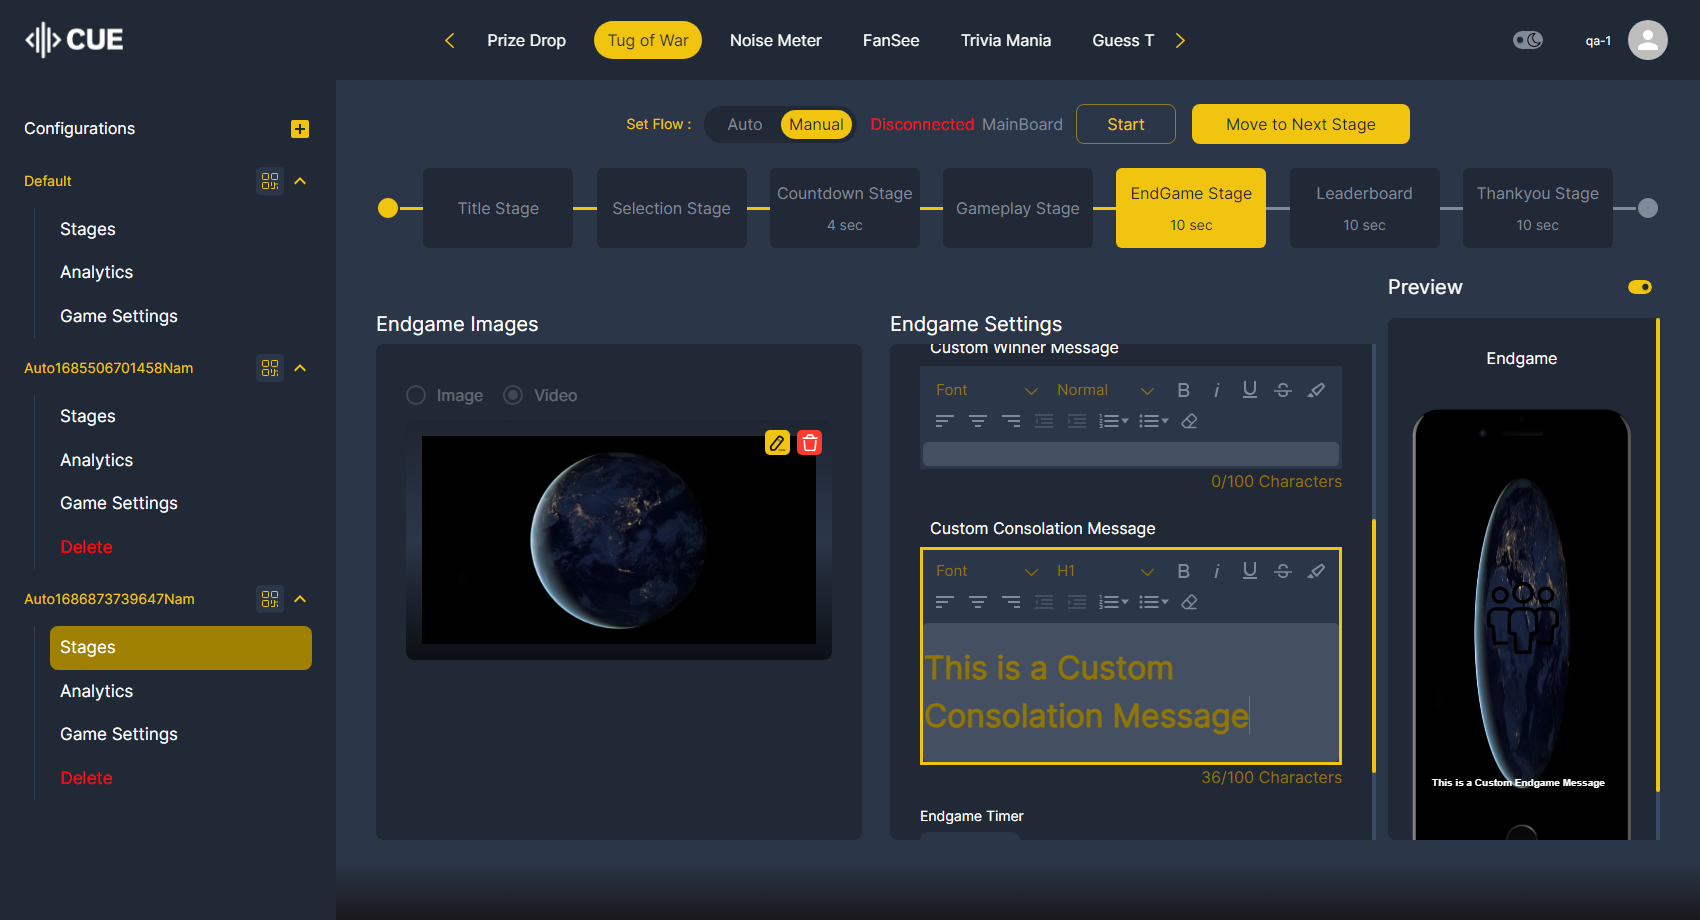 CUE
Prize Drop
Tug of War
Noise Meter
FanSee
Trivia Mania
Guess T
qa-1
Configurations
Default
Stages
Analytics
Game Settings
Auto1685506701458Nam
Stages
Analytics
Game Settings
Delete
Auto1686873739647Nam
Stages
Analytics
Game Settings
Delete
Set Flow :
Auto
Manual
Disconnected MainBoard
Start
Move to Next Stage
Title Stage
Selection Stage
Countdown Stage
4 sec
Gameplay Stage
EndGame Stage
10 sec
Leaderboard
10 sec
Thankyou Stage
10 sec
Endgame Images
Image
Video
Endgame Settings
Custom Winner Message
Font
Normal
B
i
U
S
0/100 Characters
Custom Consolation Message
Font
H1
B
i
U
S
This is a Custom
Consolation Message
36/100 Characters
Endgame Timer
Preview
Endgame
This is a Custom Endgame Message